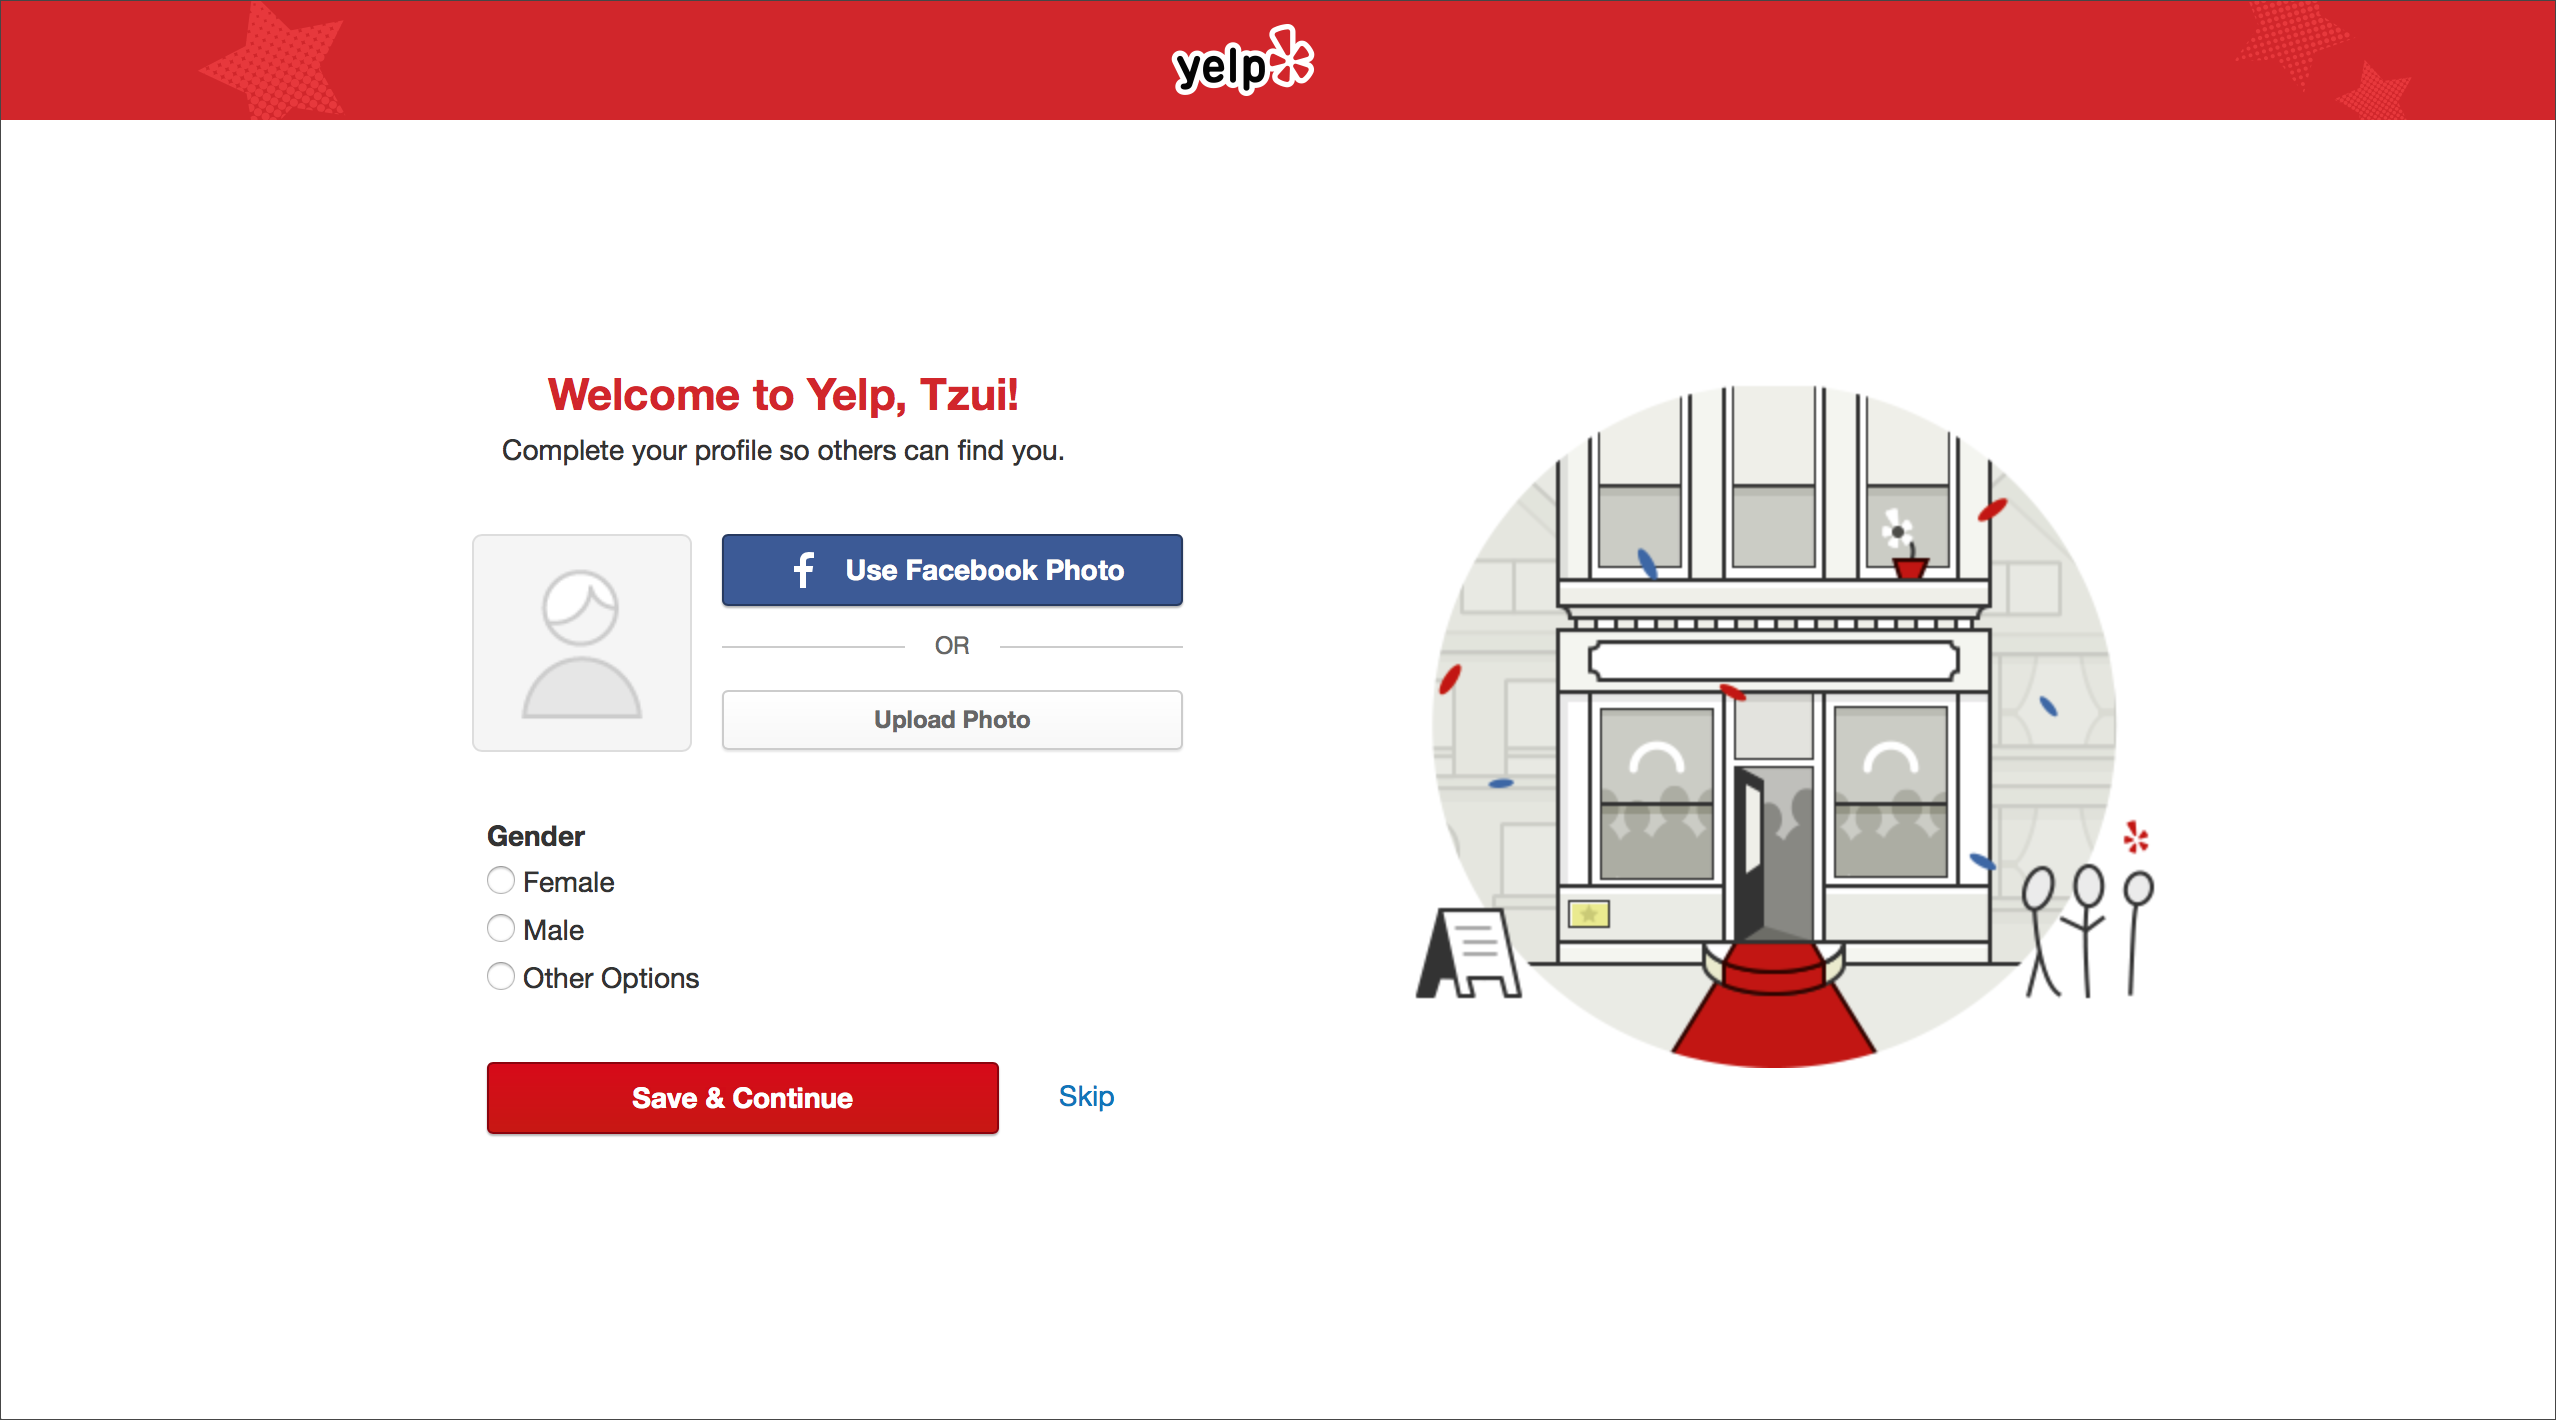 yelp
Welcome to Yelp, Tzui!
Complete your profile so others can find you.
f Use Facebook Photo
OR
Upload Photo
Gender
Female
Male
Other Options
Save & Continue
Skip